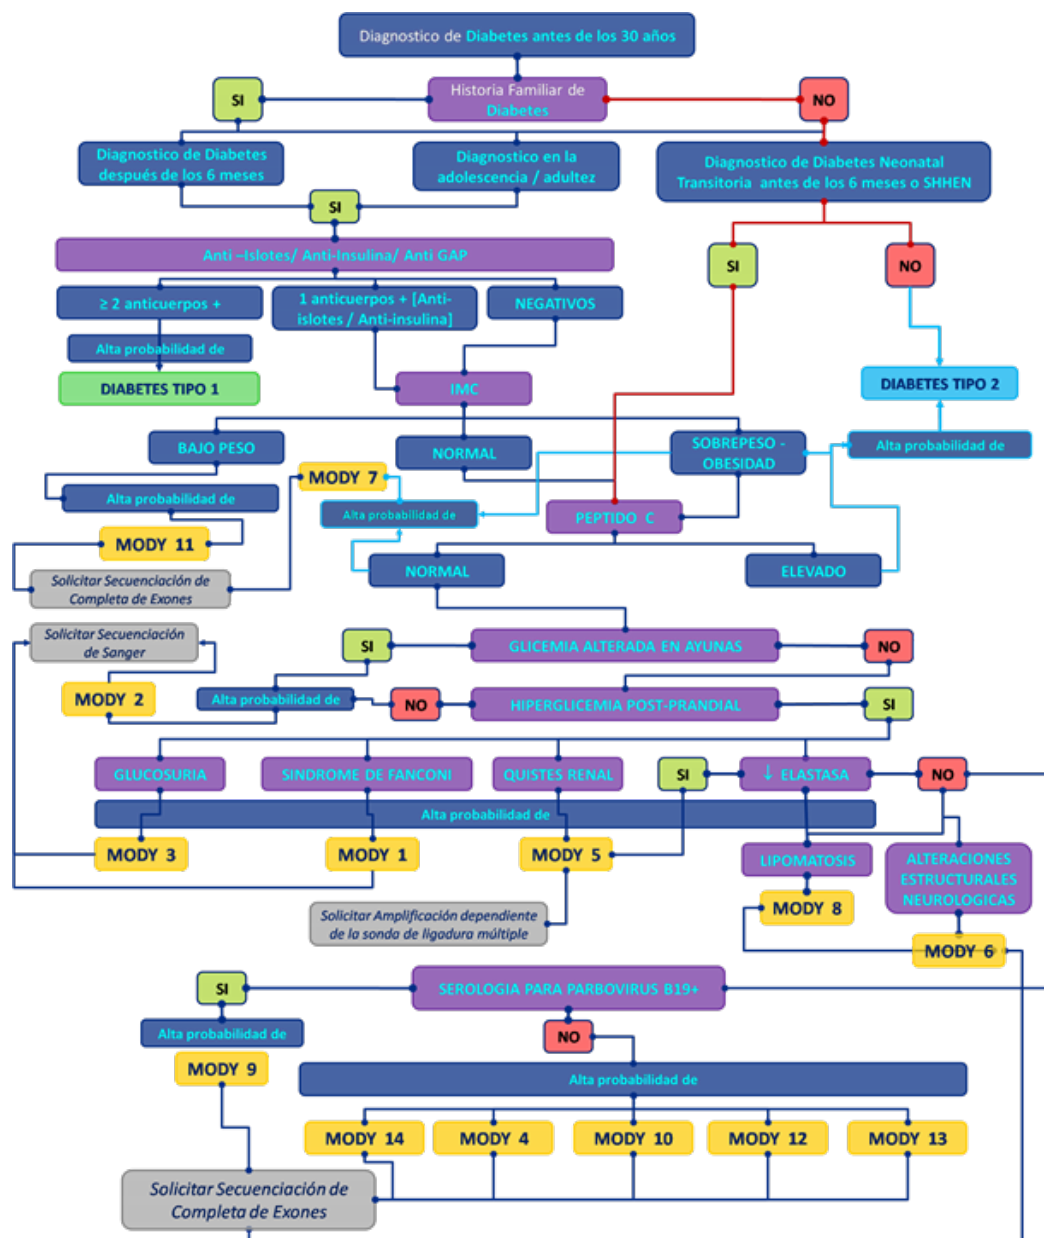 Diagnostico de Diabetes antes de los 30 años
SI
Historia Familiar de
Diabetes
NO
Diagnostico de Diabetes
después de los 6 meses
Diagnostico en la
adolescencia / adultez
Diagnostico de Diabetes Neonatal
Transitoria antes de los 6 meses o SHHEN
SI
Anti –Islotes/ Anti-Insulina/ Anti GAP
SI
NO
≥ 2 anticuerpos +
1 anticuerpos + [Anti-
islotes / Anti-insulina]
NEGATIVOS
Alta probabilidad de
DIABETES TIPO 1
IMC
DIABETES TIPO 2
BAJO PESO
NORMAL
SOBREPESO -
OBESIDAD
Alta probabilidad de
MODY 7
Alta probabilidad de
Alta probabilidad de
PEPTIDO C
MODY 11
NORMAL
ELEVADO
Solicitar Secuenciación de
Completa de Exones
Solicitar Secuenciación
de Sanger
SI
GLICEMIA ALTERADA EN AYUNAS
NO
MODY 2
Alta probabilidad de
NO
HIPERGLICEMIA POST-PRANDIAL
SI
GLUCOSURIA
SINDROME DE FANCONI
QUISTES RENAL
SI
↓ ELASTASA
NO
Alta probabilidad de
MODY 3
MODY 1
MODY 5
LIPOMATOSIS
ALTERACIONES
ESTRUCTURALES
NEUROLOGICAS
MODY 8
Solicitar Amplificación dependiente
de la sonda de ligadura múltiple
MODY 6
SI
SEROLOGIA PARA PARBOVIRUS B19+
Alta probabilidad de
NO
MODY 9
Alta probabilidad de
MODY 14
MODY 4
MODY 10
MODY 12
MODY 13
Solicitar Secuenciación de
Completa de Exones